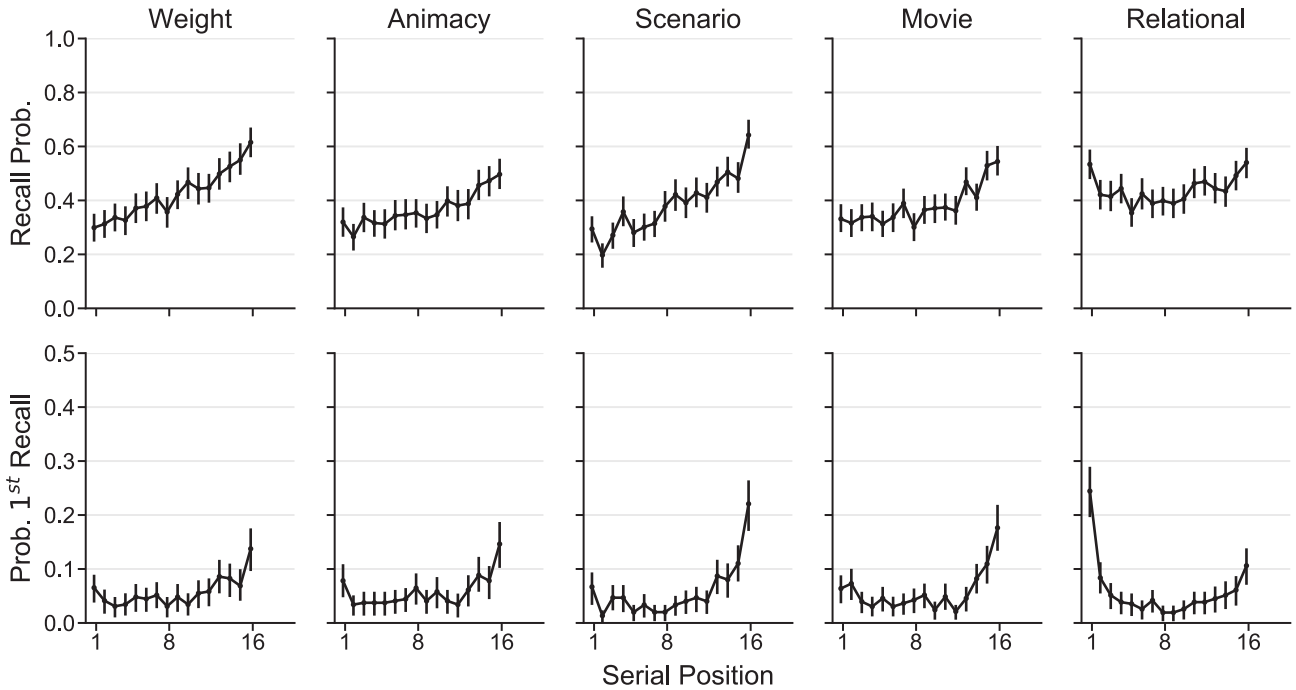 Weight Animacy Scenario Movie Relational
Recall Prob.
1.0
0.8
0.6
0.4
0.2
0.0
Prob. 1st Recall
0.5
0.4
0.3
0.2
0.1
0.0
1 8 16 1 8 16 1 8 16 1 8 16 1 8 16
Serial Position